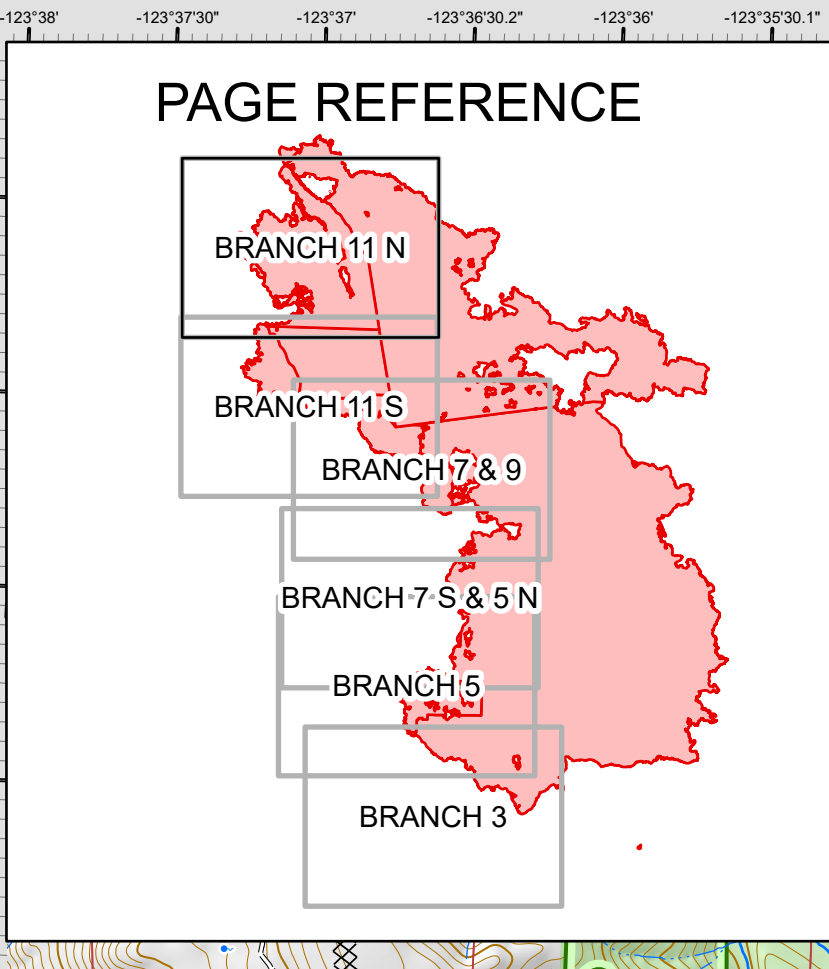 -123°38' -123°37'30" -123°37' -123°36'30.2" -123°36' -123°35'30.1"
PAGE REFERENCE
BRANCH 11 N
BRANCH 11 S
BRANCH 7 & 9
BRANCH 7 S & 5 N
BRANCH 5
BRANCH 3